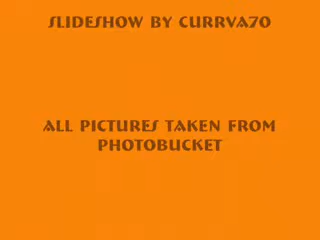 SLIDESHOW BY CURRVA70
ALL PICTURES TAKEN FROM
PHOTOBUCKET